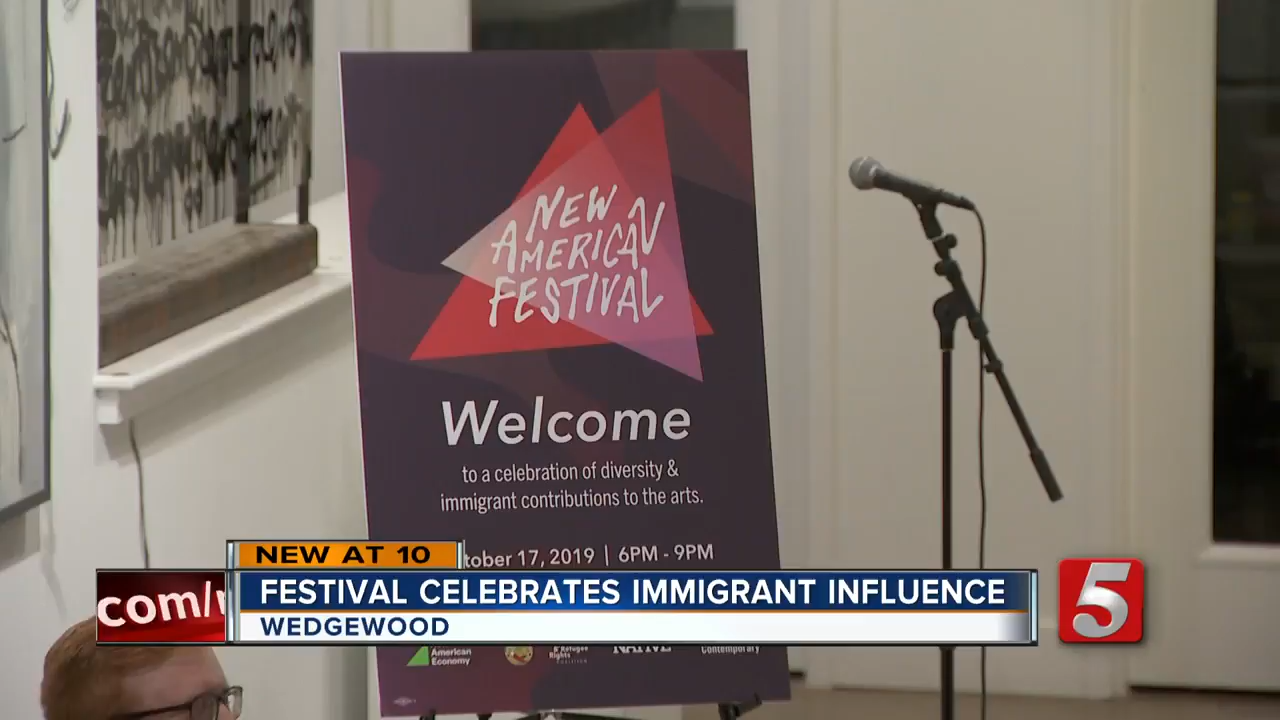 NEW
AMERICAN
FESTIVAL
Welcome
to a celebration of diversity &
immigrant contributions to the arts.
tober 17, 2019 | 6PM - 9PM
NEW AT 10
com/
FESTIVAL CELEBRATES IMMIGRANT INFLUENCE
WEDGEWOOD
5
American
Economy
& Refugee
Rights
NATIVE
Contemporary